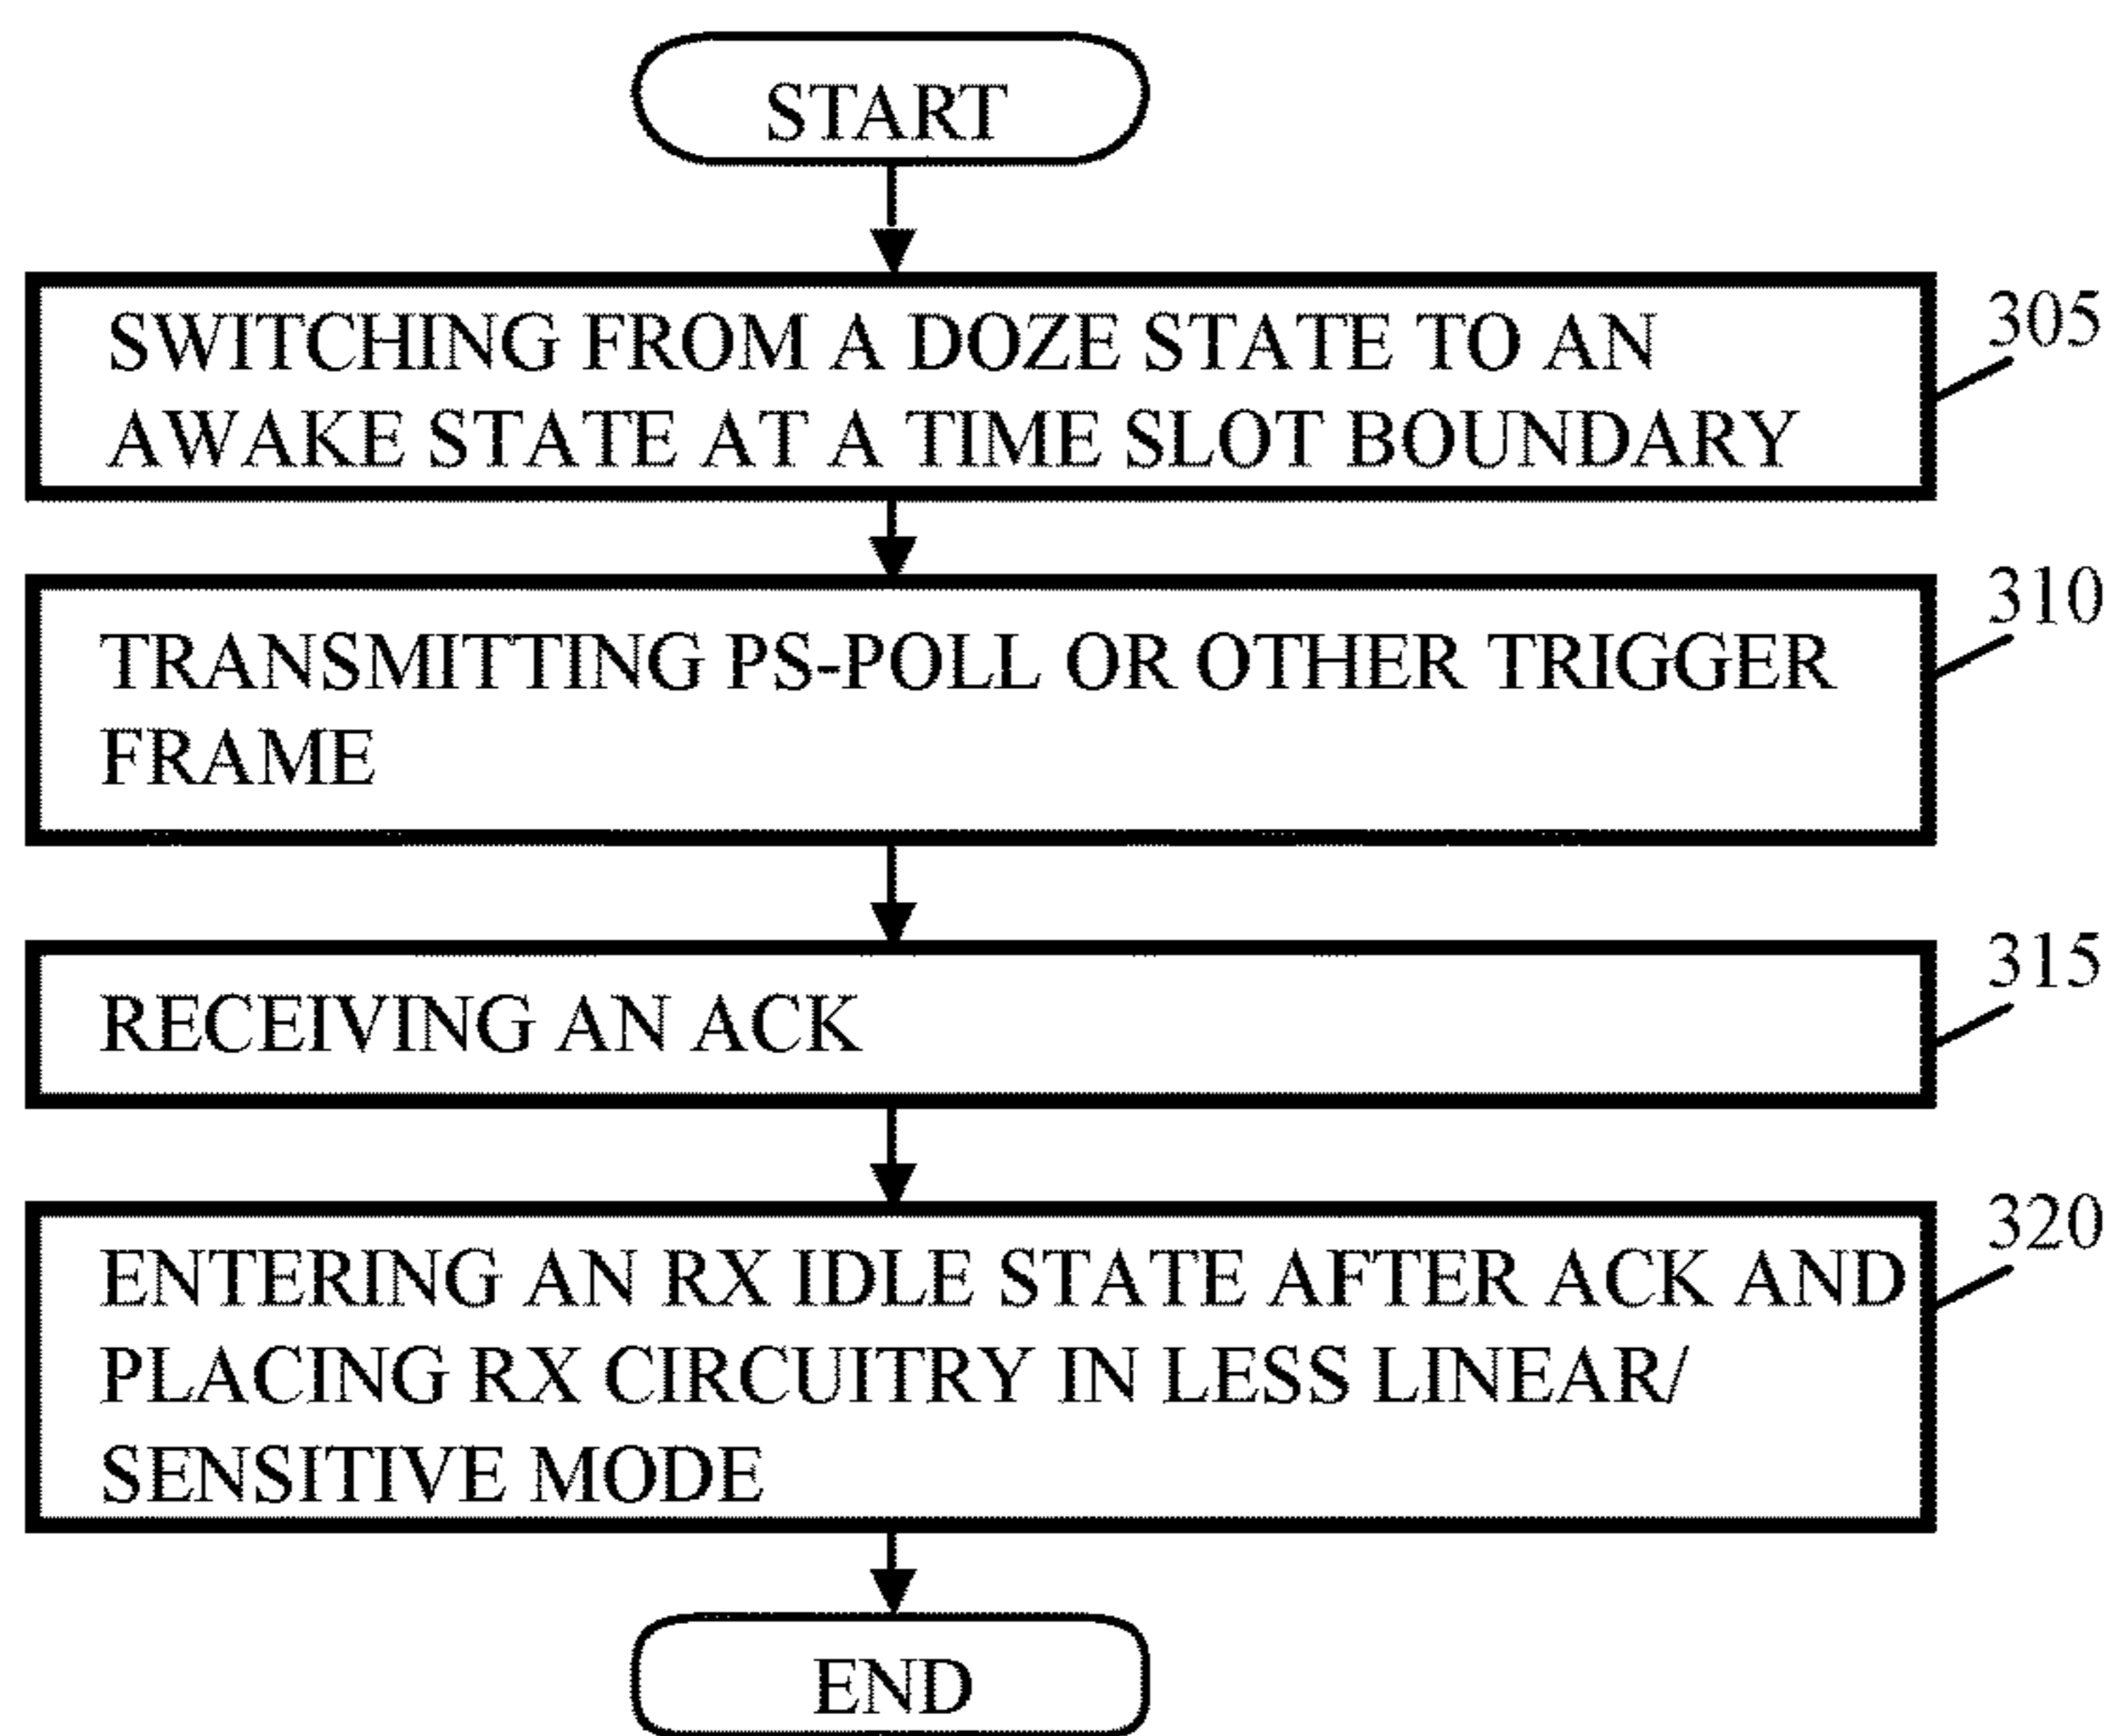 START
SWITCHING FROM A DOZE STATE TO AN
AWAKE STATE AT A TIME SLOT BOUNDARY
305
TRANSMITTING PS-POLL OR OTHER TRIGGER
FRAME
310
RECEIVING AN ACK
315
ENTERING AN RX IDLE STATE AFTER ACK AND
PLACING RX CIRCUITRY IN LESS LINEAR/
SENSITIVE MODE
320
END